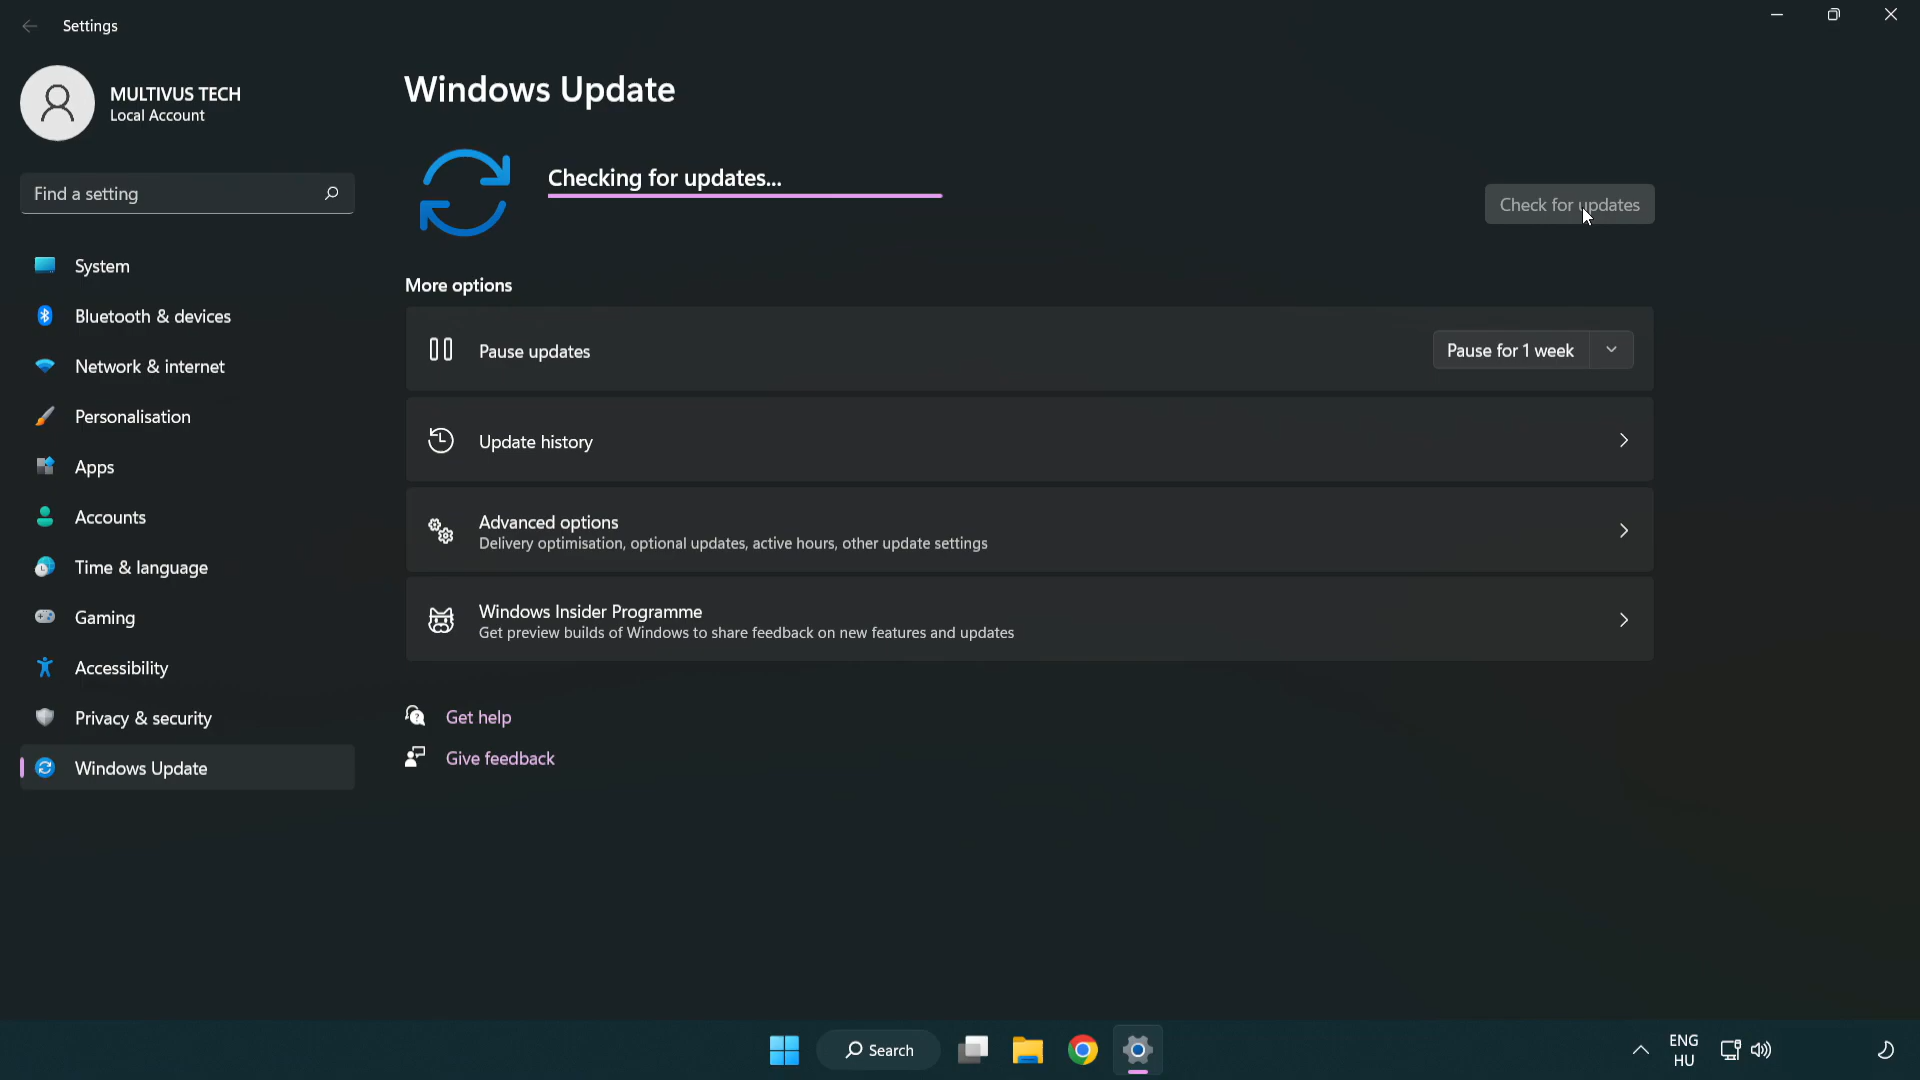 Settings
MULTIVUS TECH
Local Account
Find a setting
System
Bluetooth & devices
Network & internet
Personalisation
Apps
Accounts
Time & language
Gaming
Accessibility
Privacy & security
Windows Update
Windows Update
Checking for updates...
Check for updates
More options
Pause updates
Pause for 1 week
Update history
Advanced options
Delivery optimisation, optional updates, active hours, other update settings
Windows Insider Programme
Get preview builds of Windows to share feedback on new features and updates
Get help
Give feedback
Search
ENG
HU